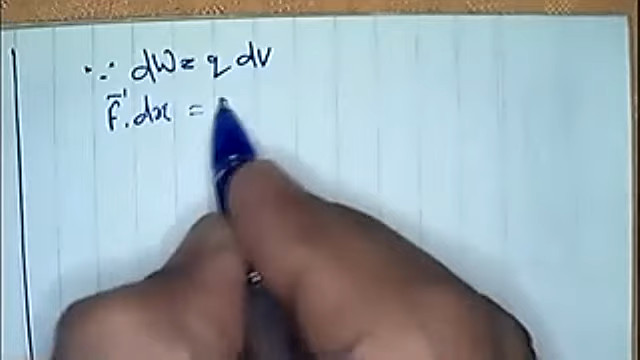 ∵ dW = q dV
F⃗'. dx =